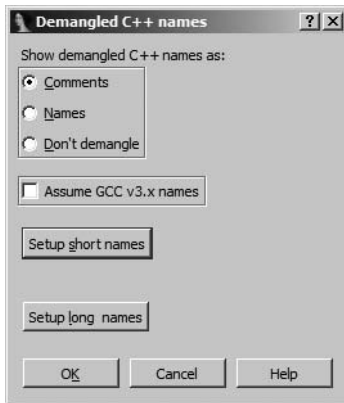 Demangled C++ names
Show demangled C++ names as:
Comments
Names
Don't demangle
Assume GCC v3.x names
Setup short names
Setup long names
OK Cancel Help